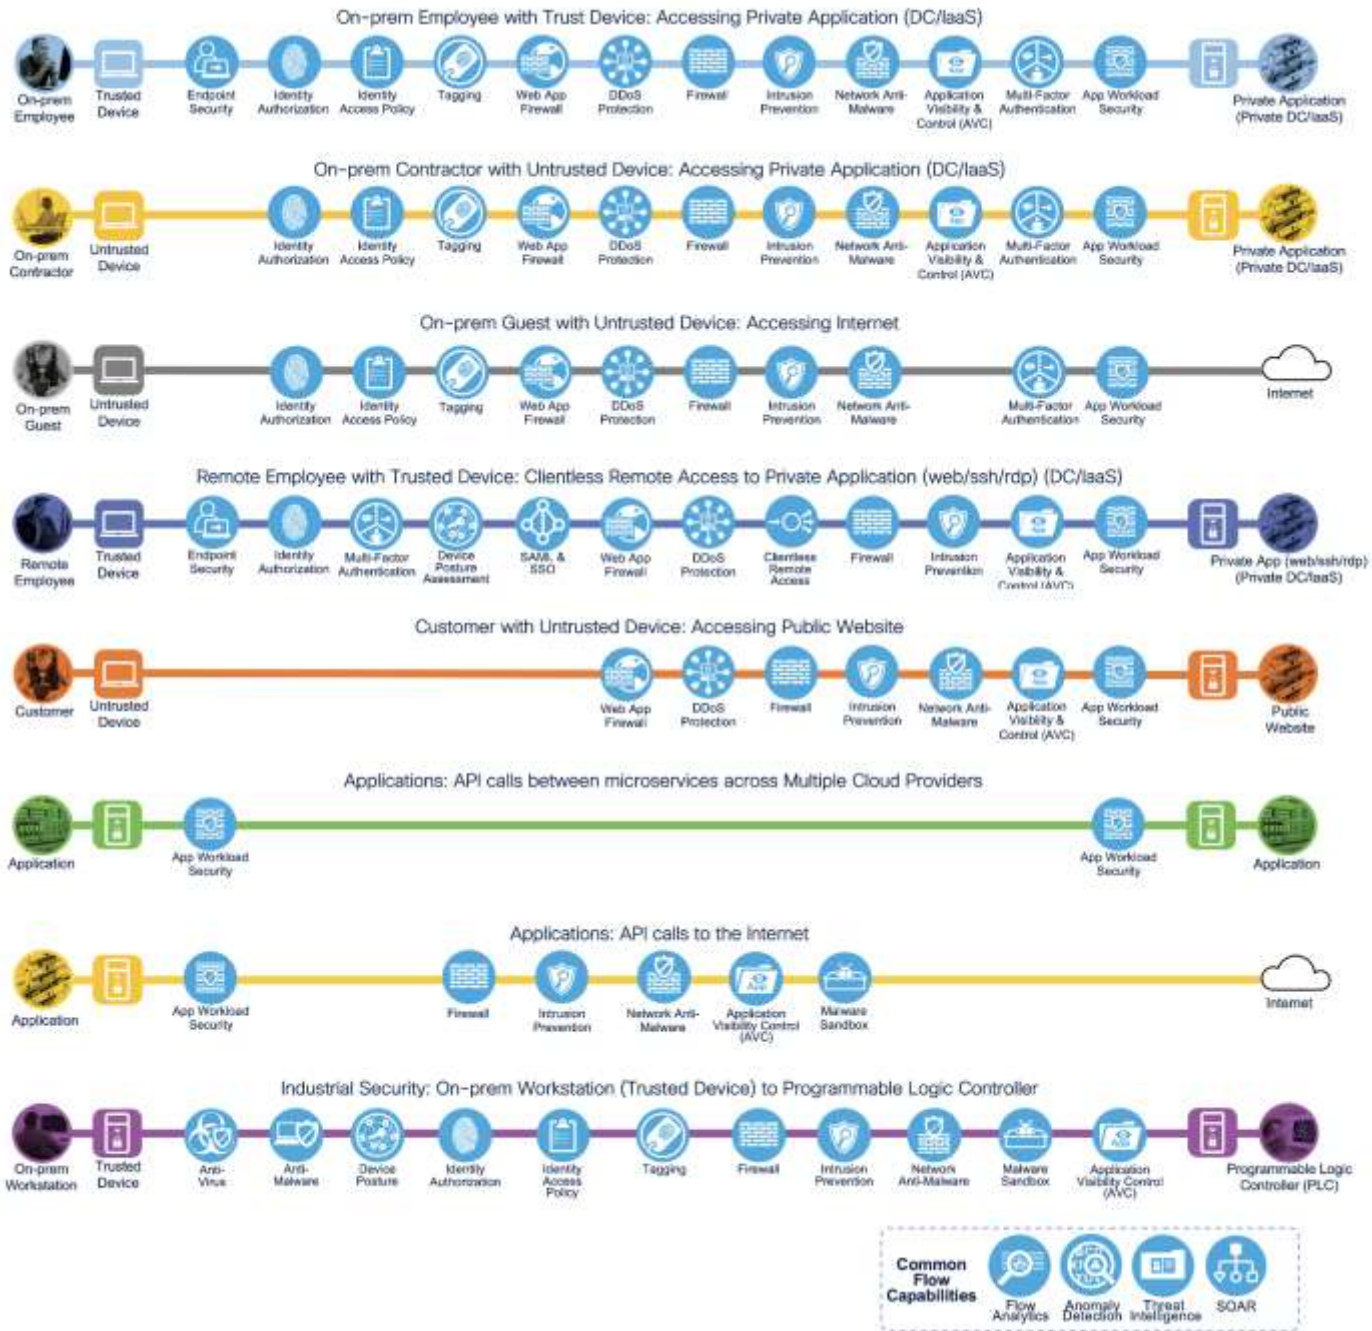 On-prem Employee with Trust Device: Accessing Private Application (DC/IaaS)
On-prem
Employee
Trusted
Device
Endpoint
Security
Identity
Authorization
Identity
Access Policy
Tagging
Web App
Firewall
DDoS
Protection
Firewall
Intrusion
Prevention
Network Anti-
Malware
Application
Visibility &
Control (AVC)
Multi-Factor
Authentication
App Workload
Security
Private Application
(Private DC/IaaS)
On-prem Contractor with Untrusted Device: Accessing Private Application (DC/IaaS)
On-prem
Contractor
Untrusted
Device
Identity
Authorization
Identity
Access Policy
Tagging
Web App
Firewall
DDoS
Protection
Firewall
Intrusion
Prevention
Network Anti-
Malware
Application
Visibility &
Control (AVC)
Multi-Factor
Authentication
App Workload
Security
Private Application
(Private DC/IaaS)
On-prem Guest with Untrusted Device: Accessing Internet
On-prem
Guest
Untrusted
Device
Identity
Authorization
Identity
Access Policy
Tagging
Web App
Firewall
DDoS
Protection
Firewall
Intrusion
Prevention
Network Anti-
Malware
Multi-Factor
Authentication
App Workload
Security
Internet
Remote Employee with Trusted Device: Clientless Remote Access to Private Application (web/ssh/rdp) (DC/IaaS)
Remote
Employee
Trusted
Device
Endpoint
Security
Identity
Authorization
Multi-Factor
Authentication
Device
Posture
Assessment
SAML &
SSO
Web App
Firewall
DDoS
Protection
Clientless
Remote
Access
Firewall
Intrusion
Prevention
Application
Visibility &
Control (AVC)
App Workload
Security
Private App (web/ssh/rdp)
(Private DC/IaaS)
Customer with Untrusted Device: Accessing Public Website
Customer
Untrusted
Device
Web App
Firewall
DDoS
Protection
Firewall
Intrusion
Prevention
Network Anti-
Malware
Application
Visibility &
Control (AVC)
App Workload
Security
Public
Website
Applications: API calls between microservices across Multiple Cloud Providers
Application
App Workload
Security
App Workload
Security
Application
Applications: API calls to the Internet
Application
App Workload
Security
Firewall
Intrusion
Prevention
Network Anti-
Malware
Application
Visibility Control
(AVC)
Malware
Sandbox
Internet
Industrial Security: On-prem Workstation (Trusted Device) to Programmable Logic Controller
On-prem
Workstation
Trusted
Device
Anti-
Virus
Anti-
Malware
Device
Posture
Identity
Authorization
Identity
Access
Policy
Tagging
Firewall
Intrusion
Prevention
Network
Anti-Malware
Malware
Sandbox
Application
Visibility Control
(AVC)
Programmable Logic
Controller (PLC)
Common
Flow
Capabilities
Flow
Analytics
Anomaly
Detection
Threat
Intelligence
SOAR